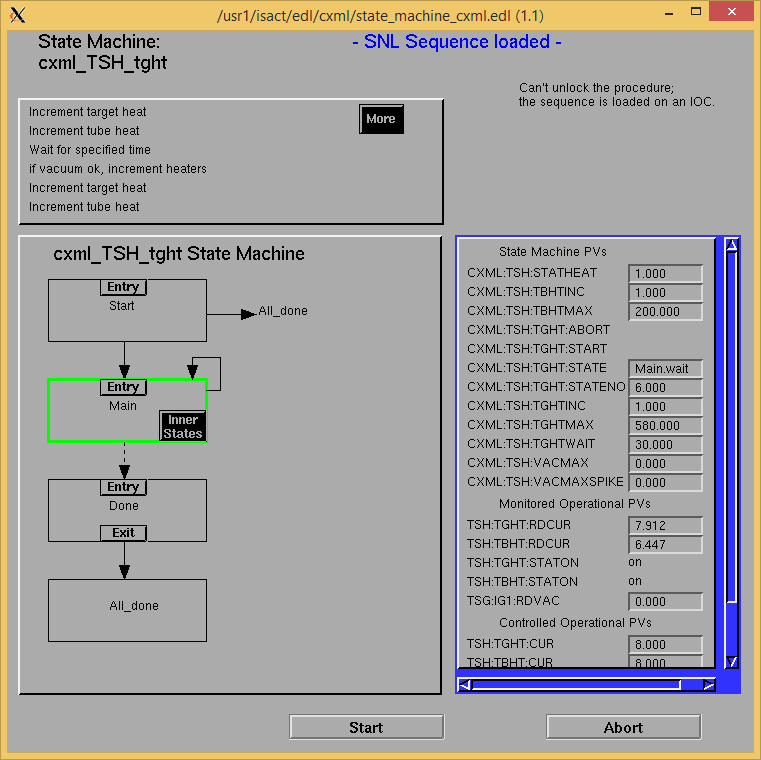 /usr1/isact/edl/cxml/state_machine_cxml.edl (1.1)
State Machine:
cxml_TSH_tght
- SNL Sequence loaded -
Can't unlock the procedure;
the sequence is loaded on an IOC.
Increment target heat
Increment tube heat
Wait for specified time
if vacuum ok, increment heaters
Increment target heat
Increment tube heat
More
cxml_TSH_tght State Machine
Entry
Start
All_done
Entry
Main
Inner
States
Entry
Done
Exit
All_done
State Machine PVs
CXML:TSH:STATHEAT 1.000
CXML:TSH:TBHTINC 1.000
CXML:TSH:TBHTMAX 200.000
CXML:TSH:TGHT:ABORT
CXML:TSH:TGHT:START
CXML:TSH:TGHT:STATE Main.wait
CXML:TSH:TGHT:STATENO 6.000
CXML:TSH:TGHTINC 1.000
CXML:TSH:TGHTMAX 580.000
CXML:TSH:TGHTWAIT 30.000
CXML:TSH:VACMAX 0.000
CXML:TSH:VACMAXSPIKE 0.000
Monitored Operational PVs
TSH:TGHT:RDCUR 7.912
TSH:TBHT:RDCUR 6.447
TSH:TGHT:STATON on
TSH:TBHT:STATON on
TSG:IG1:RDVAC 0.000
Controlled Operational PVs
TSH:TGHT:CUR 8.000
TSH:TBHT:CUR 8.000
Start
Abort